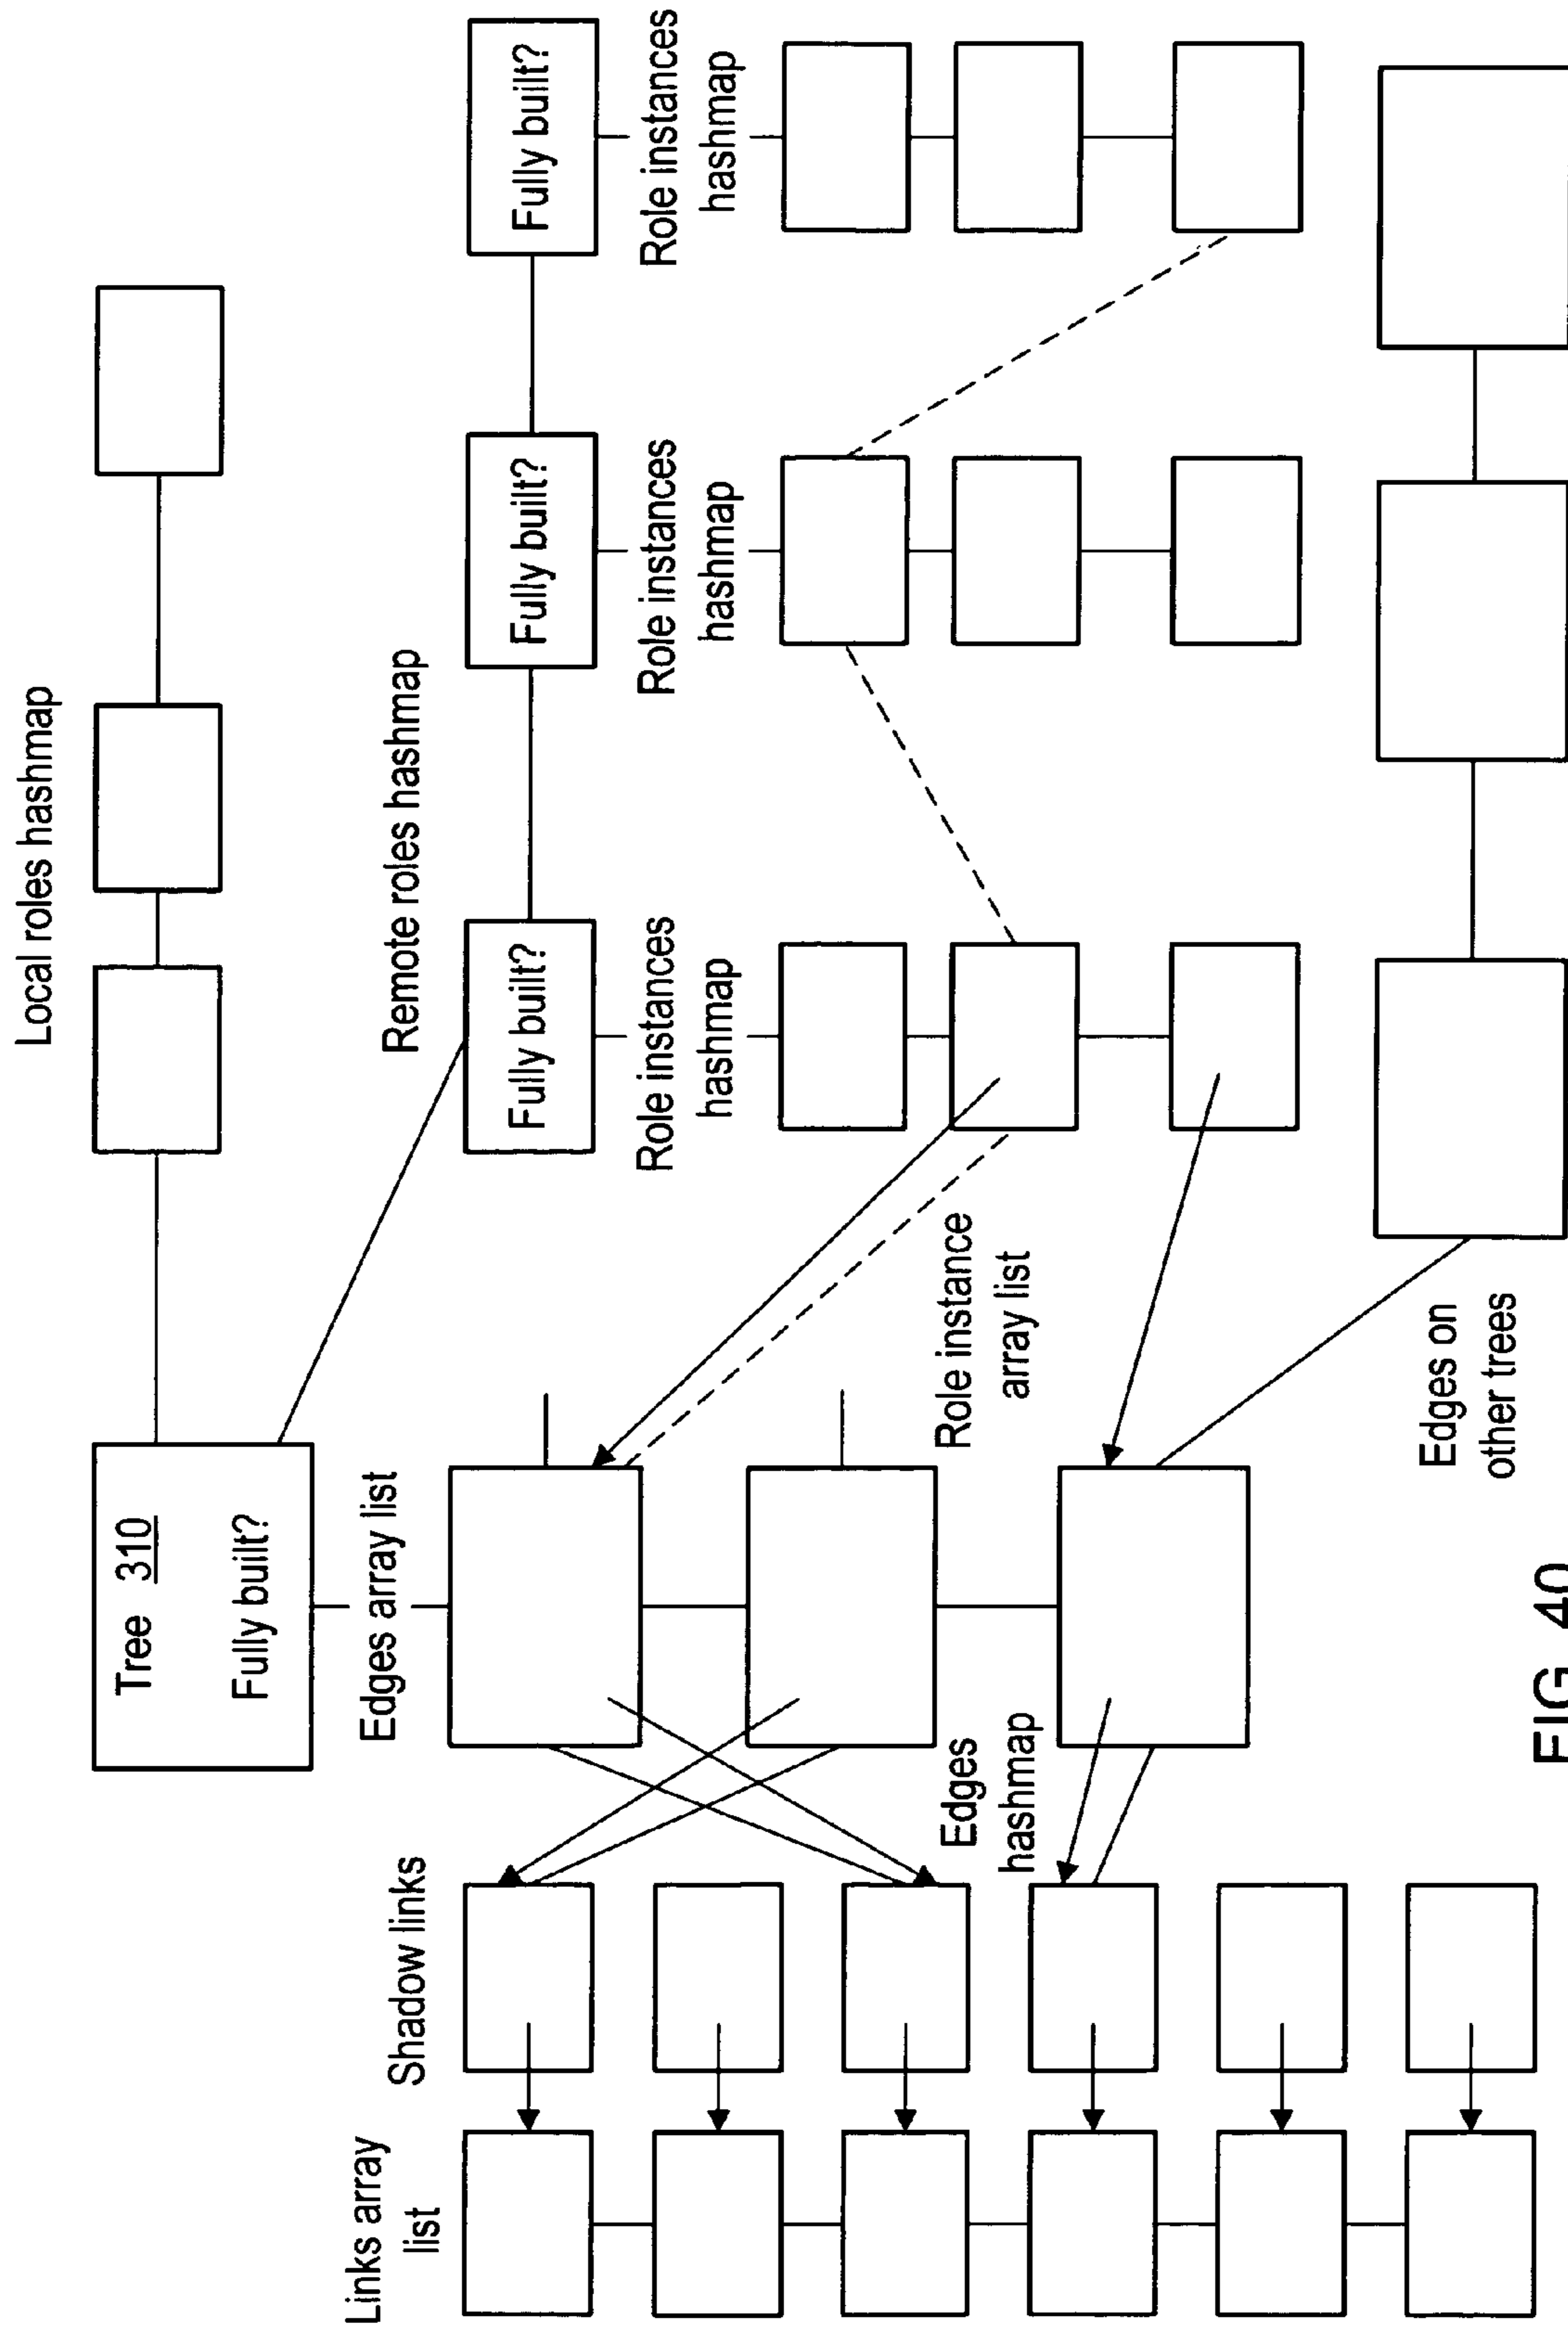 Local roles hashmap
Tree 310
Fully built?
Remote roles hashmap
Fully built?
Fully built?
Fully built?
Role instances
hashmap
Role instances
hashmap
Role instances
hashmap
Links array
list
Shadow links
Edges array list
Edges
hashmap
Role instance
array list
Edges on
other trees
FIG. 40